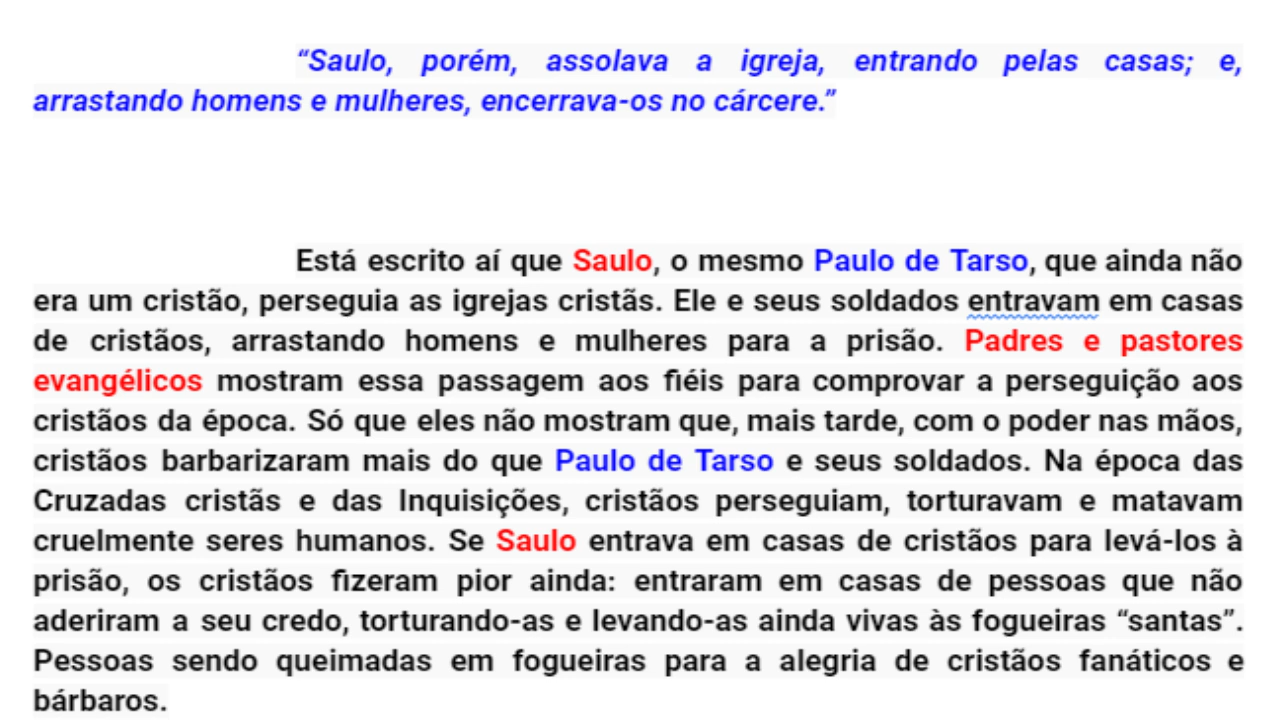 “Saulo, porém, assolava a igreja, entrando pelas casas; e,
arrastando homens e mulheres, encerrava-os no cárcere.”
Está escrito aí que Saulo, o mesmo Paulo de Tarso, que ainda não
era um cristão, perseguia as igrejas cristãs. Ele e seus soldados entravam em casas
de cristãos, arrastando homens e mulheres para a prisão. Padres e pastores
evangélicos mostram essa passagem aos fiéis para comprovar a perseguição aos
cristãos da época. Só que eles não mostram que, mais tarde, com o poder nas mãos,
cristãos barbarizaram mais do que Paulo de Tarso e seus soldados. Na época das
Cruzadas cristãs e das Inquisições, cristãos perseguiam, torturavam e matavam
cruelmente seres humanos. Se Saulo entrava em casas de cristãos para levá-los à
prisão, os cristãos fizeram pior ainda: entraram em casas de pessoas que não
aderiram a seu credo, torturando-as e levando-as ainda vivas às fogueiras “santas”.
Pessoas sendo queimadas em fogueiras para a alegria de cristãos fanáticos e
bárbaros.